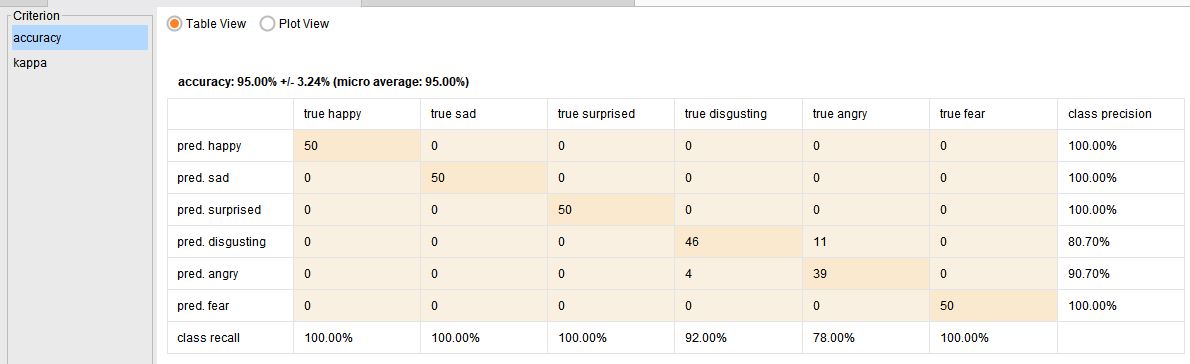 Criterion
accuracy
kappa
Table View Plot View
accuracy: 95.00% +/- 3.24% (micro average: 95.00%)
true happy true sad true surprised true disgusting true angry true fear class precision
pred. happy 50 0 0 0 0 0 100.00%
pred. sad 0 50 0 0 0 0 100.00%
pred. surprised 0 0 50 0 0 0 100.00%
pred. disgusting 0 0 0 46 11 0 80.70%
pred. angry 0 0 0 4 39 0 90.70%
pred. fear 0 0 0 0 0 50 100.00%
class recall 100.00% 100.00% 100.00% 92.00% 78.00% 100.00%